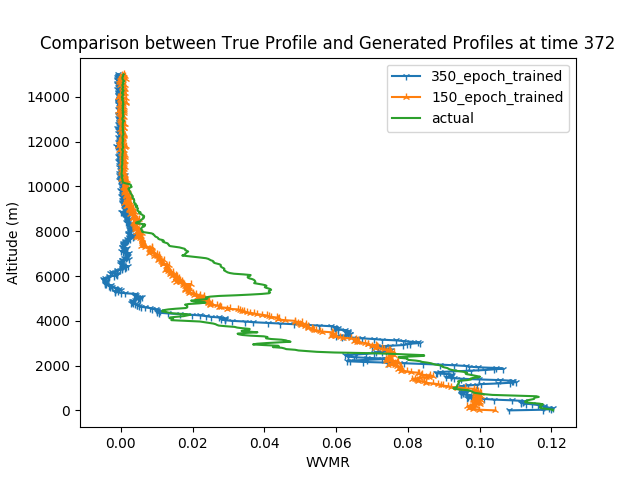 Comparison between True Profile and Generated Profiles at time 372
350_epoch_trained
150_epoch_trained
actual
Altitude (m)
14000
12000
10000
8000
6000
4000
2000
0
0.00 0.02 0.04 0.06 0.08 0.10 0.12
WVMR